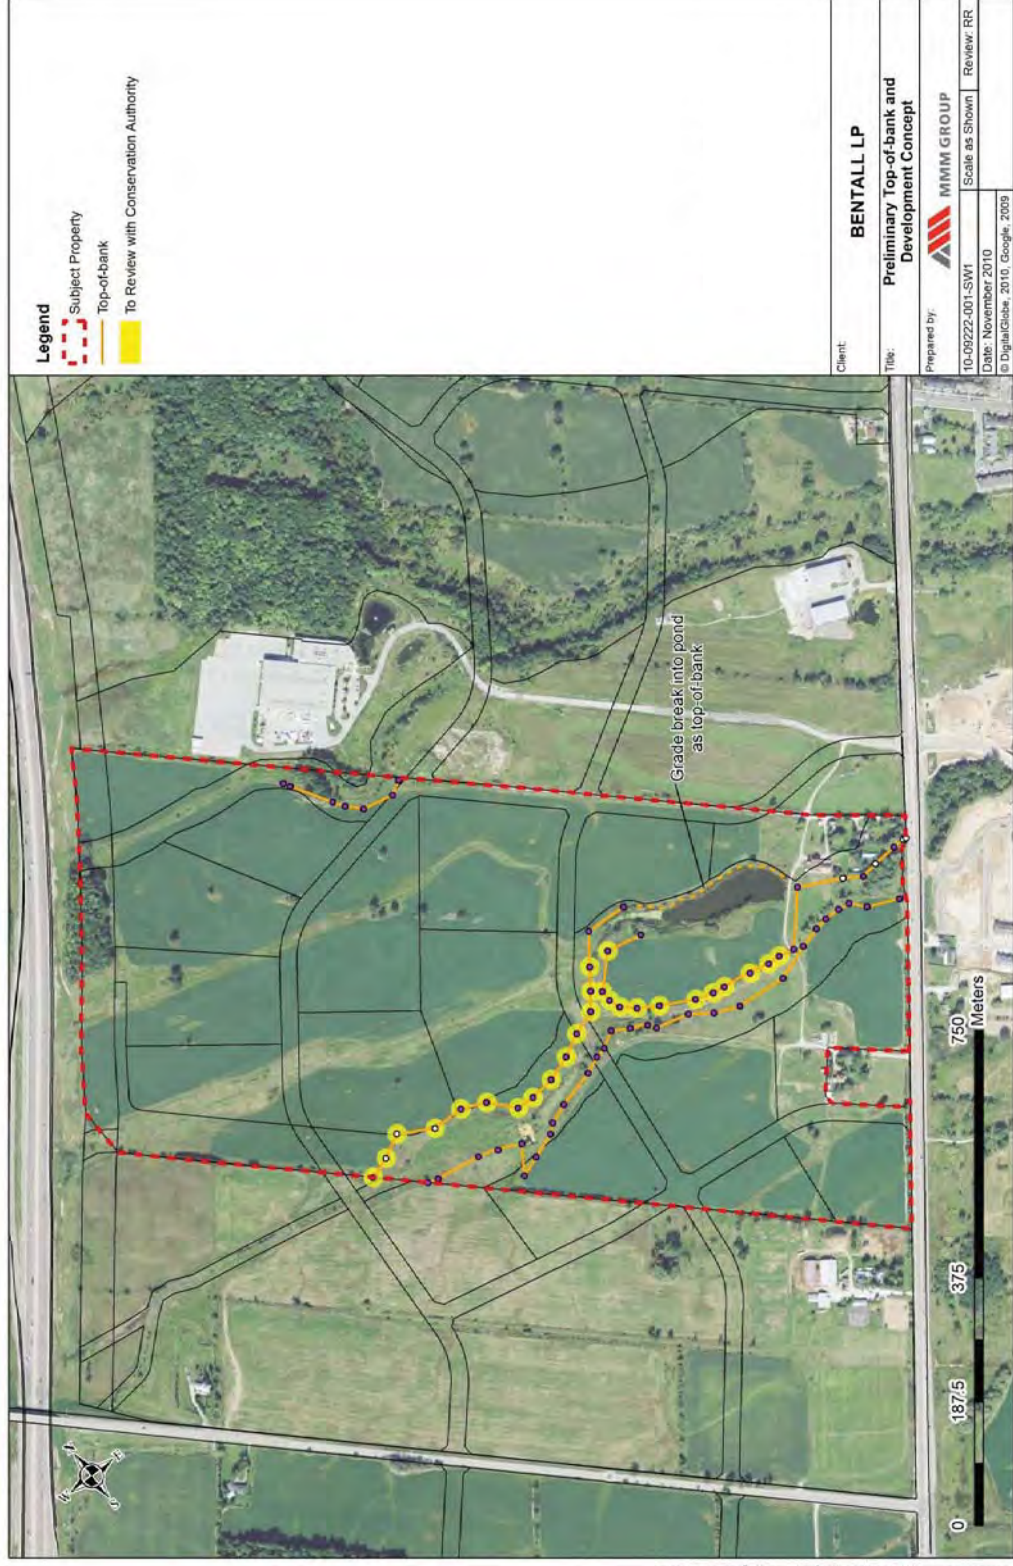 Legend
Subject Property
Top-of-bank
To Review with Conservation Authority
Grade break into pond
as top-of-bank
0 187.5 375 750
Meters
Client:
BENTALL LP
Title:
Preliminary Top-of-bank and
Development Concept
Prepared by:
MMM GROUP
10-09222-001-SW1
Scale as Shown
Review: RR
Date: November 2010
© DigitalGlobe, 2010, Google, 2009